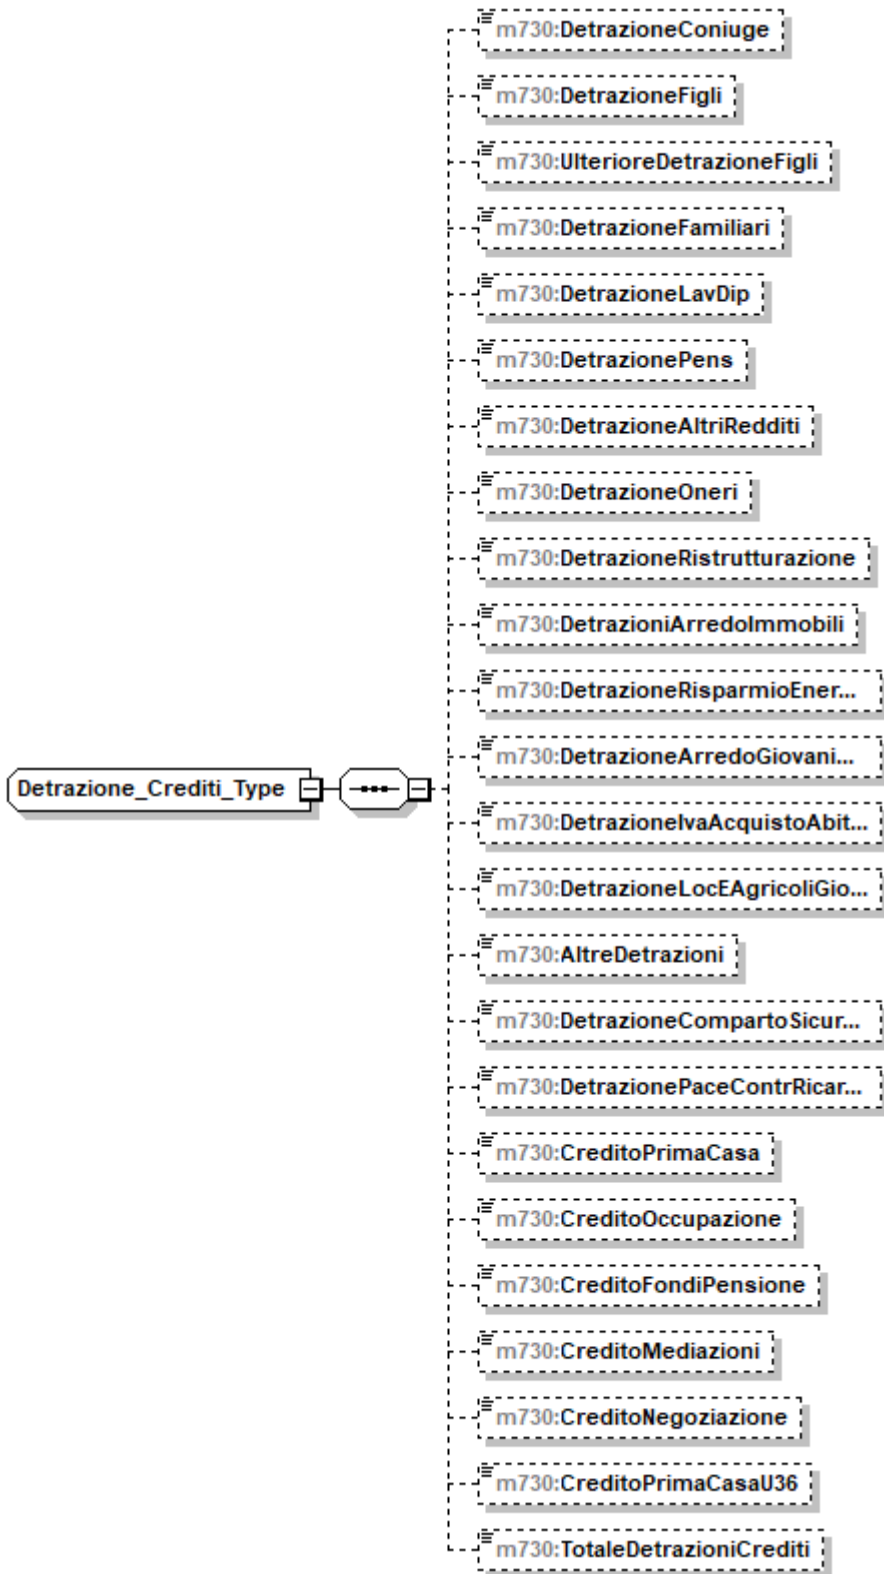 m730:DetrazioneConiuge
m730:DetrazioneFigli
m730:UlterioreDetrazioneFigli
m730:DetrazioneFamiliari
m730:DetrazioneLavDip
m730:DetrazionePens
m730:DetrazioneAltriRedditi
m730:DetrazioneOneri
m730:DetrazioneRistrutturazione
m730:DetrazioniArredoImmobili
m730:DetrazioneRisparmioEner...
Detrazione_Crediti_Type
m730:DetrazioneArredoGiovani...
m730:DetrazioneIvaAcquistoAbit...
m730:DetrazioneLocEAgricoliGio...
m730:AltreDetrazioni
m730:DetrazioneCompartoSicur...
m730:DetrazionePaceContrRicar...
m730:CreditoPrimaCasa
m730:CreditoOccupazione
m730:CreditoFondiPensione
m730:CreditoMediazioni
m730:CreditoNegoziazione
m730:CreditoPrimaCasaU36
m730:TotaleDetrazioniCrediti